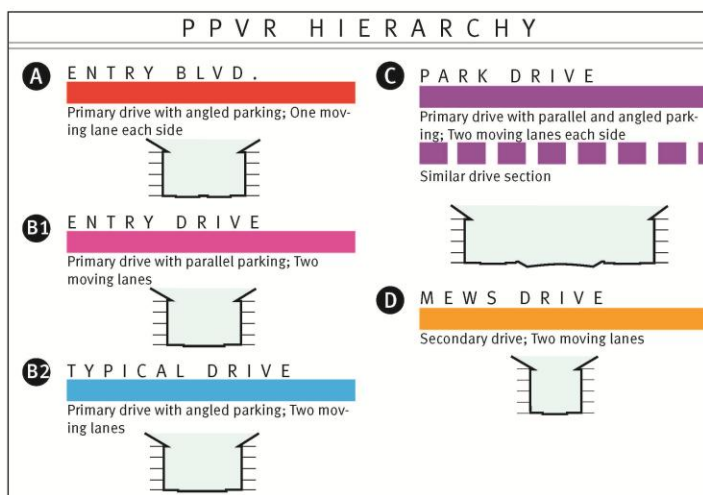 PPVR HIERARCHY
A ENTRY BLVD.
Primary drive with angled parking; One mov-
ing lane each side
B1 ENTRY DRIVE
Primary drive with parallel parking; Two
moving lanes
B2 TYPICAL DRIVE
Primary drive with angled parking; Two mov-
ing lanes
C PARK DRIVE
Primary drive with parallel and angled park-
ing; Two moving lanes each side
Similar drive section
D MEWS DRIVE
Secondary drive; Two moving lanes